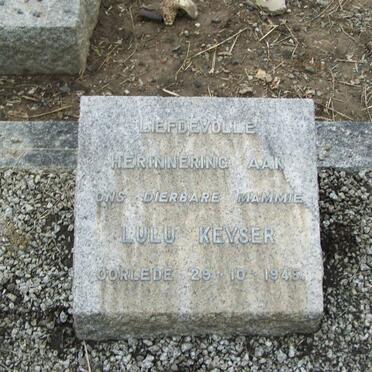 LIEFDEVOLLE
HERINNERING AAN
ONS DIERBARE MAMMIE
LULU KEYSER
OORLEDE 29-10-1945